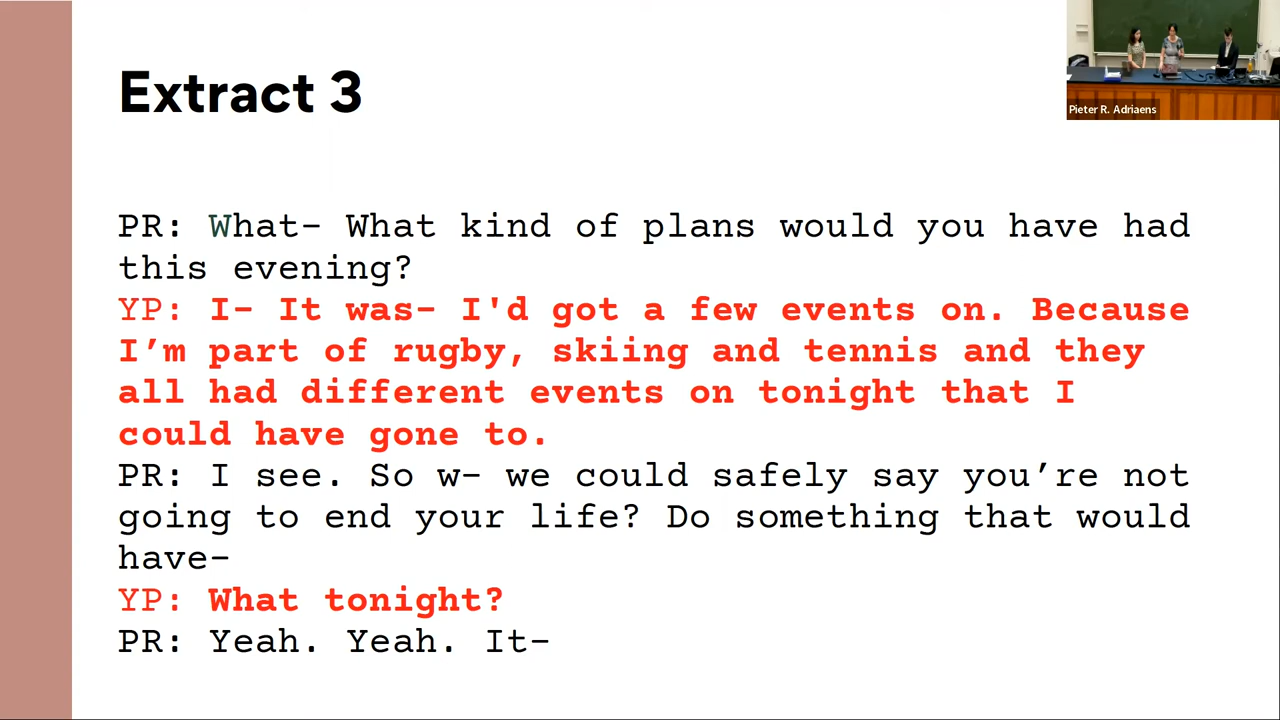 Extract 3
Pieter R. Adriaens
PR: What- What kind of plans would you have had
this evening?
YP: I- It was- I'd got a few events on. Because
I’m part of rugby, skiing and tennis and they
all had different events on tonight that I
could have gone to.
PR: I see. So w- we could safely say you’re not
going to end your life? Do something that would
have-
YP: What tonight?
PR: Yeah. Yeah. It-